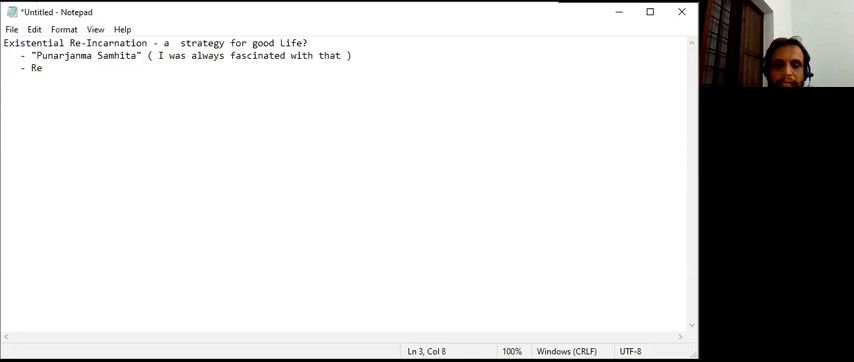 *Untitled - Notepad
File Edit Format View Help
Existential Re-Incarnation - a  strategy for good Life?
- "Punarjanma Samhita" ( I was always fascinated with that )
- Re
Ln 3, Col 8 100% Windows (CRLF) UTF-8